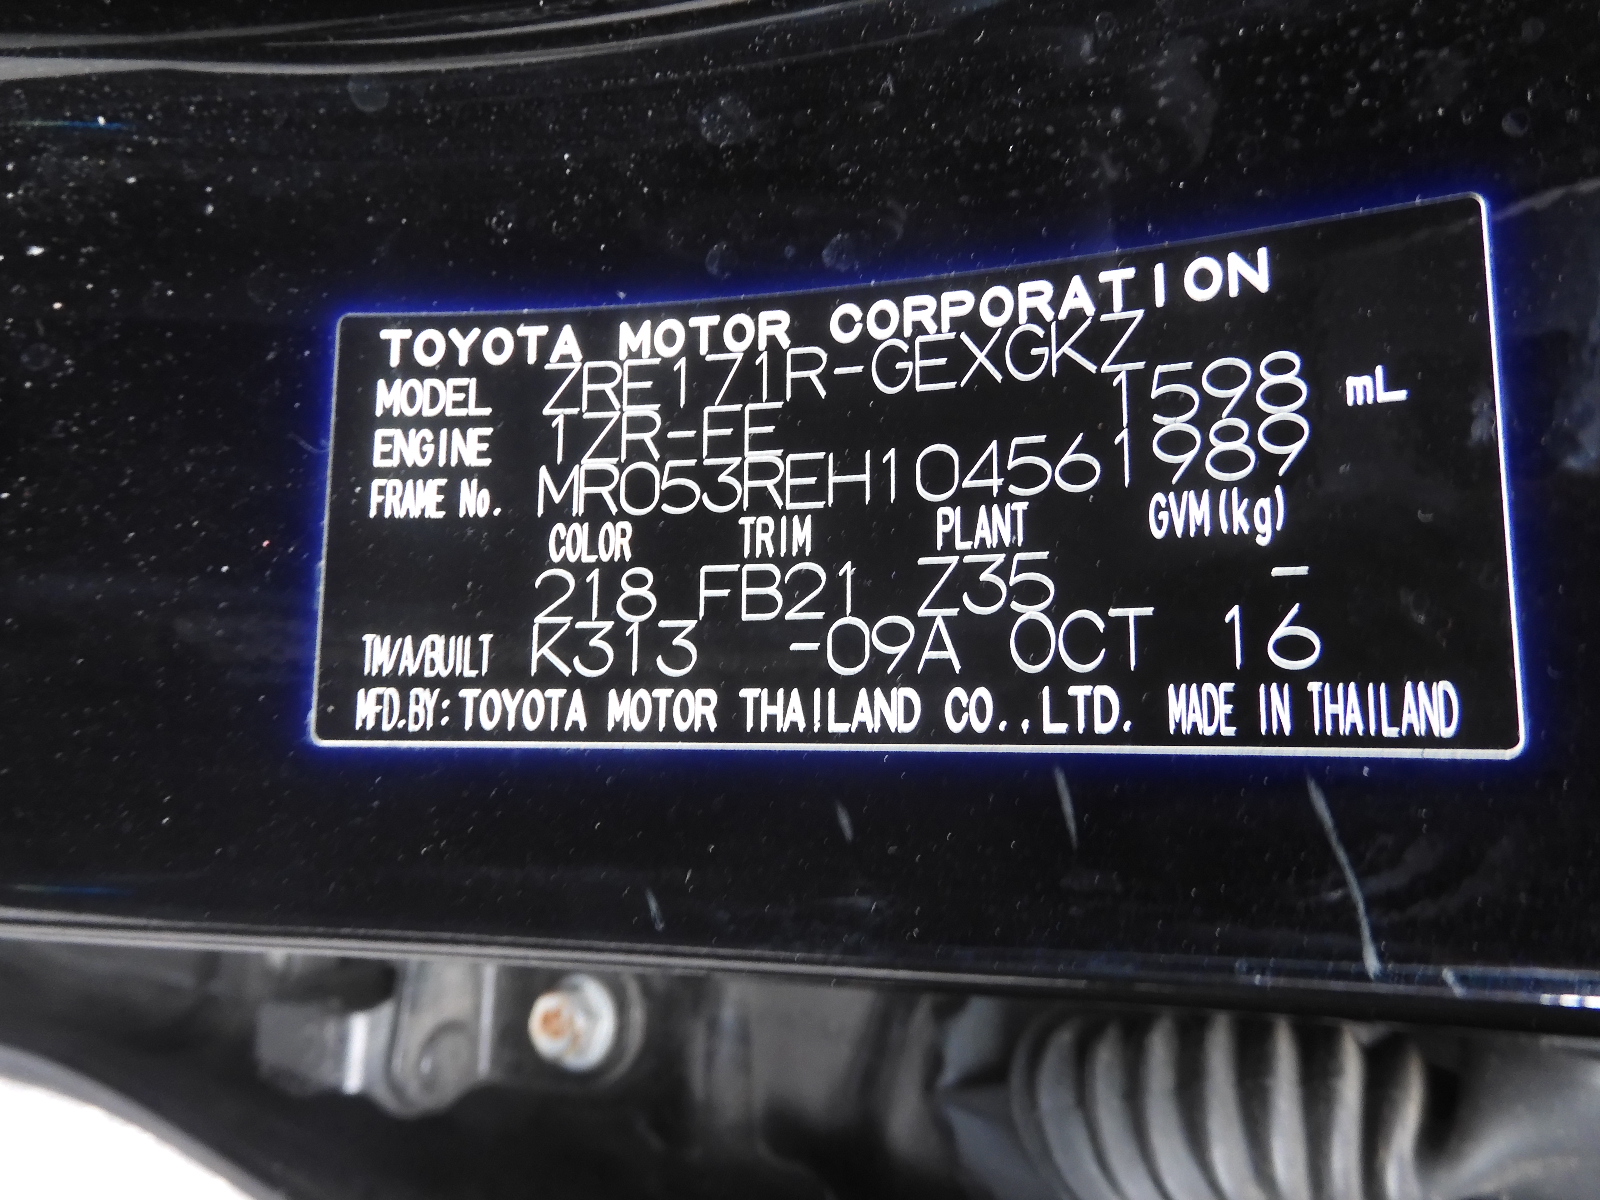 TOYOTA MOTOR CORPORATION
MODEL ZRE171R-GEXGKZ
ENGINE 1ZR-FE 1598 mL
FRAME No. MR053REH104561989
COLOR TRIM PLANT GVM(kg)
218 FB21 Z35 -
TM/A/BUILT K313 -09A OCT 16
MFD.BY: TOYOTA MOTOR THAILAND CO.,LTD. MADE IN THAILAND